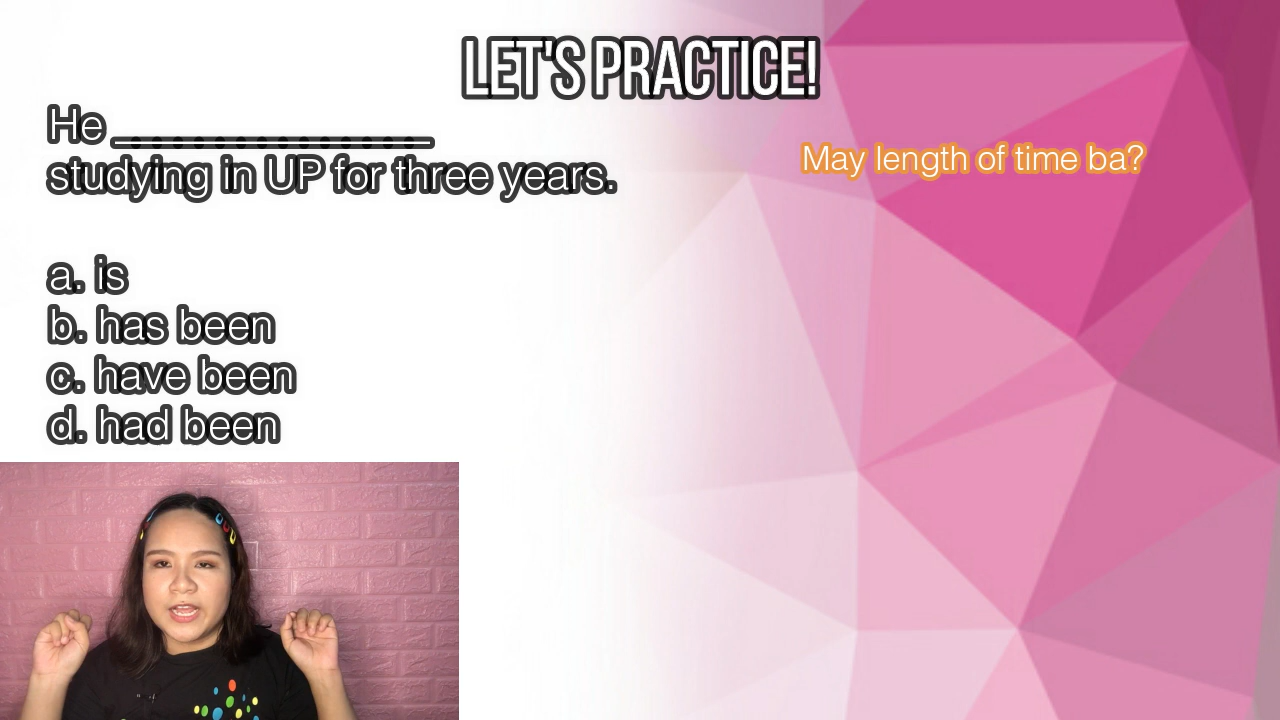 LET'S PRACTICE!
He _______________
studying in UP for three years.
May length of time ba?
a. is
b. has been
c. have been
d. had been